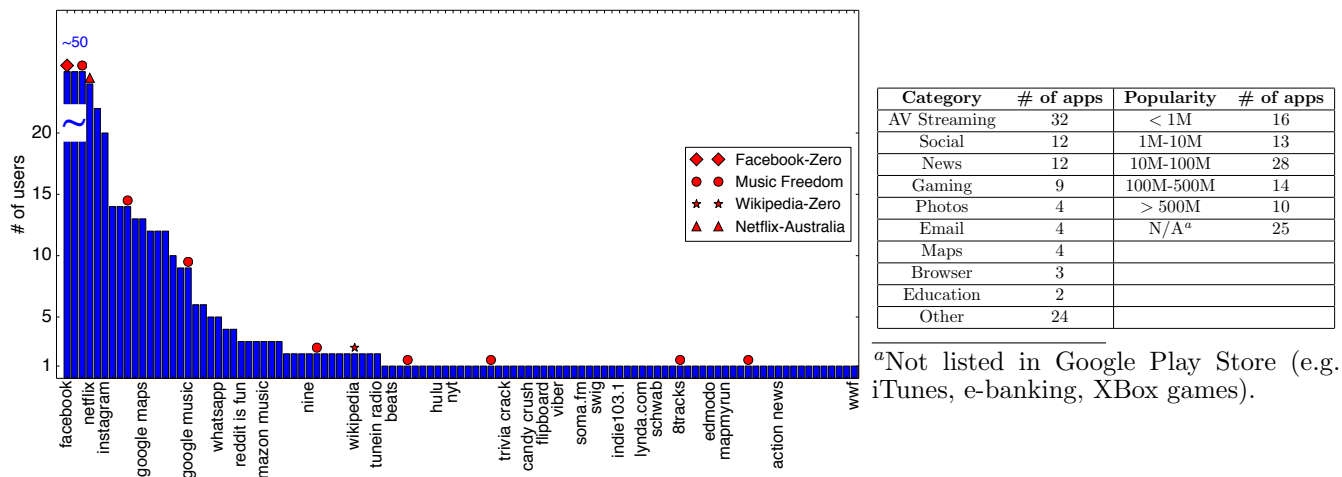 ~50
~
20
15
10
5
1
# of users
Facebook-Zero
Music Freedom
Wikipedia-Zero
Netflix-Australia
facebook
netflix
instagram
google maps
google music
whatsapp
reddit is fun
mazon music
nine
wikipedia
tunein radio
beats
hulu
nyt
trivia crack
candy crush
flipboard
viber
soma.fm
swig
indie103.1
lynda.com
schwab
8tracks
edmodo
mapmyrun
action news
wwf
Category # of apps Popularity # of apps
AV Streaming 32 < 1M 16
Social 12 1M-10M 13
News 12 10M-100M 28
Gaming 9 100M-500M 14
Photos 4 > 500M 10
Email 4 N/Aᵃ 25
Maps 4
Browser 3
Education 2
Other 24
ᵃNot listed in Google Play Store (e.g.
iTunes, e-banking, XBox games).